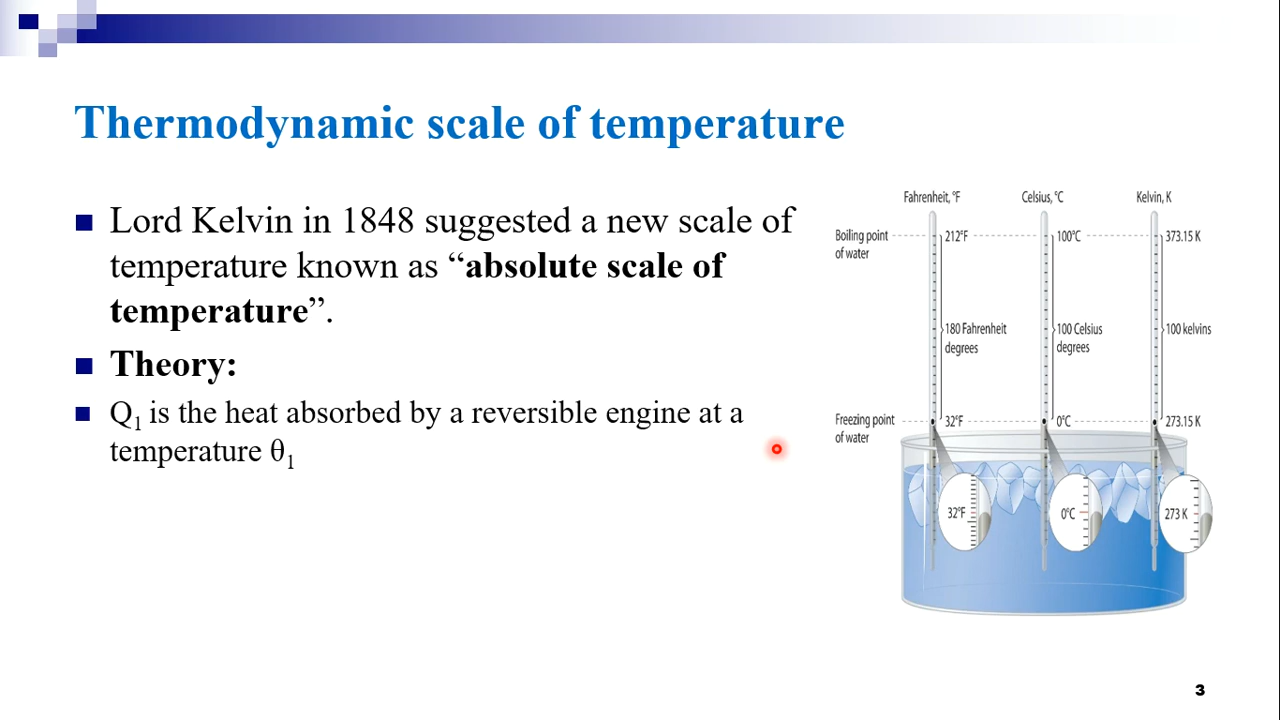 Thermodynamic scale of temperature
Lord Kelvin in 1848 suggested a new scale of
temperature known as “absolute scale of
temperature”.
Theory:
Q₁ is the heat absorbed by a reversible engine at a
temperature θ₁
Fahrenheit, °F
Celsius, °C
Kelvin, K
Boiling point
of water
212°F
100°C
373.15 K
180 Fahrenheit
degrees
100 Celsius
degrees
100 kelvins
Freezing point
of water
32°F
0°C
273.15 K
32°F
0°C
273 K
3